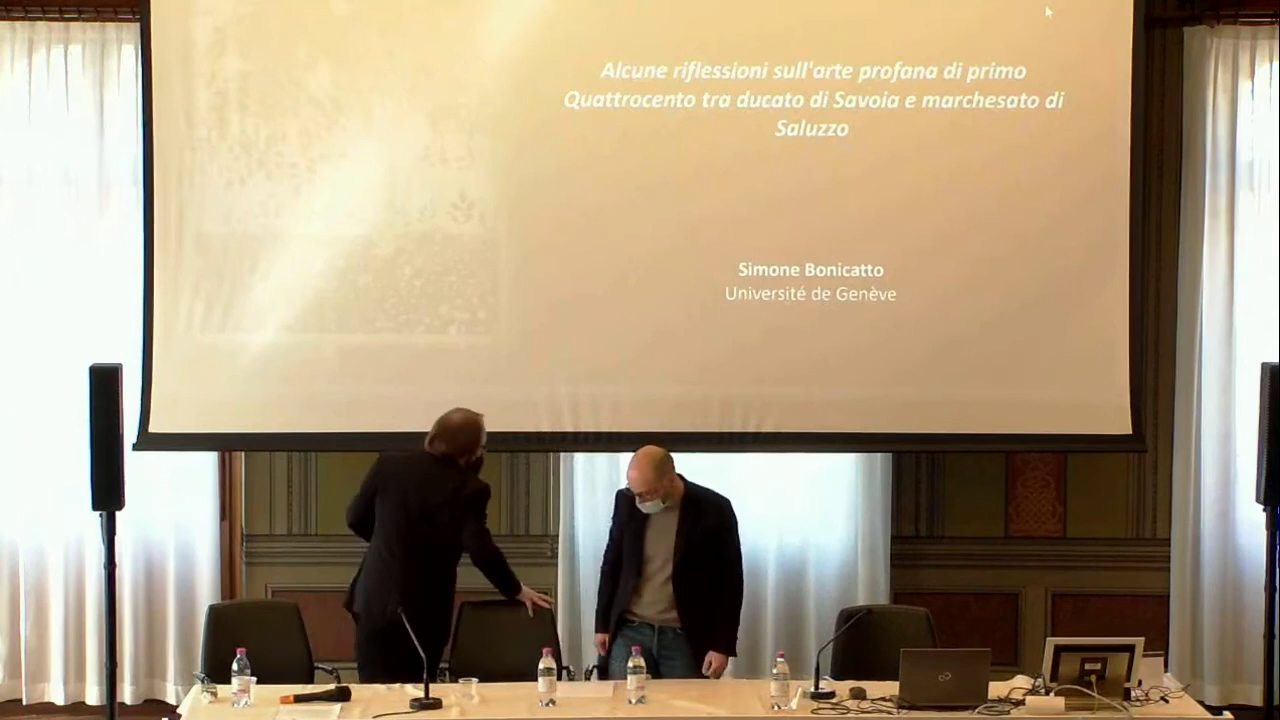 Alcune riflessioni sull'arte profana di primo
Quattrocento tra ducato di Savoia e marchesato di
Saluzzo
Simone Bonicatto
Université de Genève